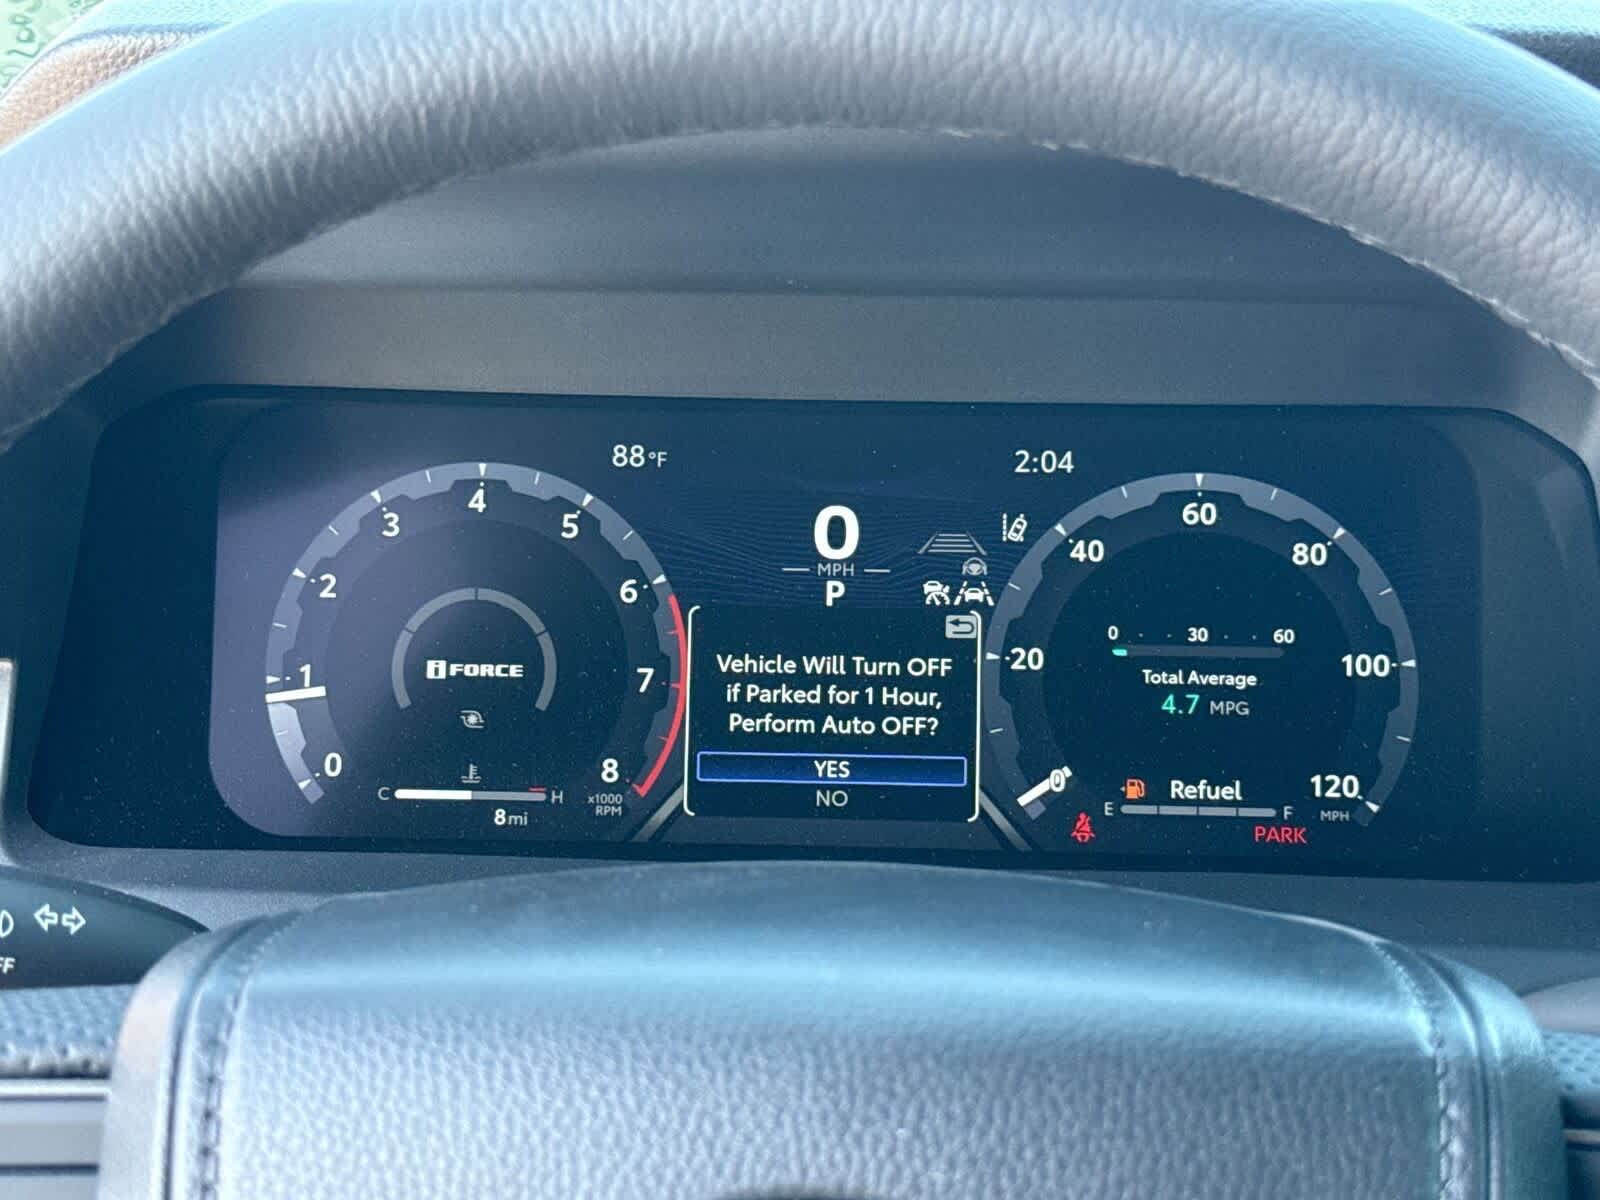 88°F
2:04
0
MPH
P
0
1
2
3
4
5
6
7
8
x1000
RPM
iFORCE
C
H
8 mi
Vehicle Will Turn OFF
if Parked for 1 Hour,
Perform Auto OFF?
YES
NO
0
20
40
60
80
100
120
MPH
0 30 60
Total Average
4.7 MPG
Refuel
E
F
PARK